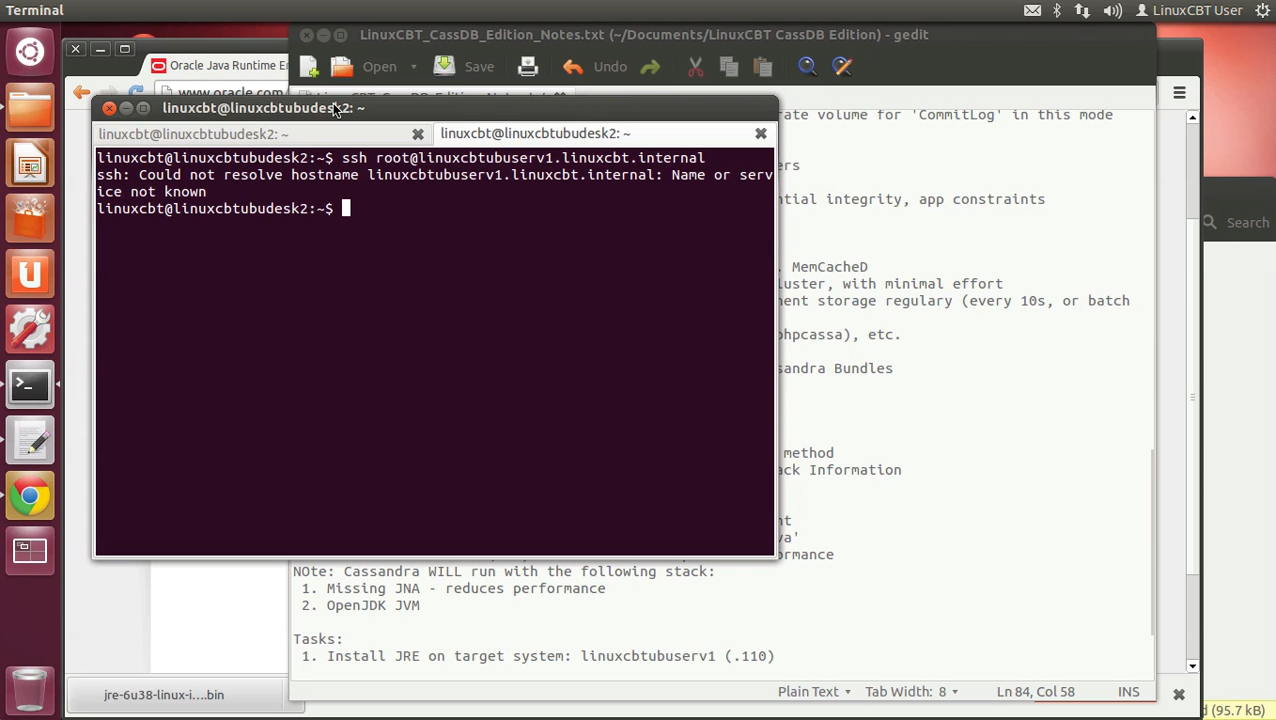 Terminal
LinuxCBT User
LinuxCBT_CassDB_Edition_Notes.txt (~/Documents/LinuxCBT CassDB Edition) - gedit
Oracle Java Runtime En
Open
Save
Undo
www.oracle.com
linuxcbt@linuxcbtubudesk2: ~
linuxcbt@linuxcbtubudesk2: ~
linuxcbt@linuxcbtubudesk2: ~
linuxcbt@linuxcbtubudesk2:~$ ssh root@linuxcbtubuserv1.linuxcbt.internal
ssh: Could not resolve hostname linuxcbtubuserv1.linuxcbt.internal: Name or serv
ice not known
linuxcbt@linuxcbtubudesk2:~$
rate volume for 'CommitLog' in this mode
ers
ntial integrity, app constraints
Search
. MemCacheD
luster, with minimal effort
ment storage regulary (every 10s, or batch
phpcassa), etc.
sandra Bundles
method
ack Information
nt
va'
ormance
NOte: Cassandra WILL run with the following stack:
1. Missing JNA - reduces performance
2. OpenJDK JVM
Tasks:
1. Install JRE on target system: linuxcbtubuserv1 (.110)
jre-6u38-linux-i....bin
Plain Text
Tab Width: 8
Ln 84, Col 58
INS
d (95.7 kB)